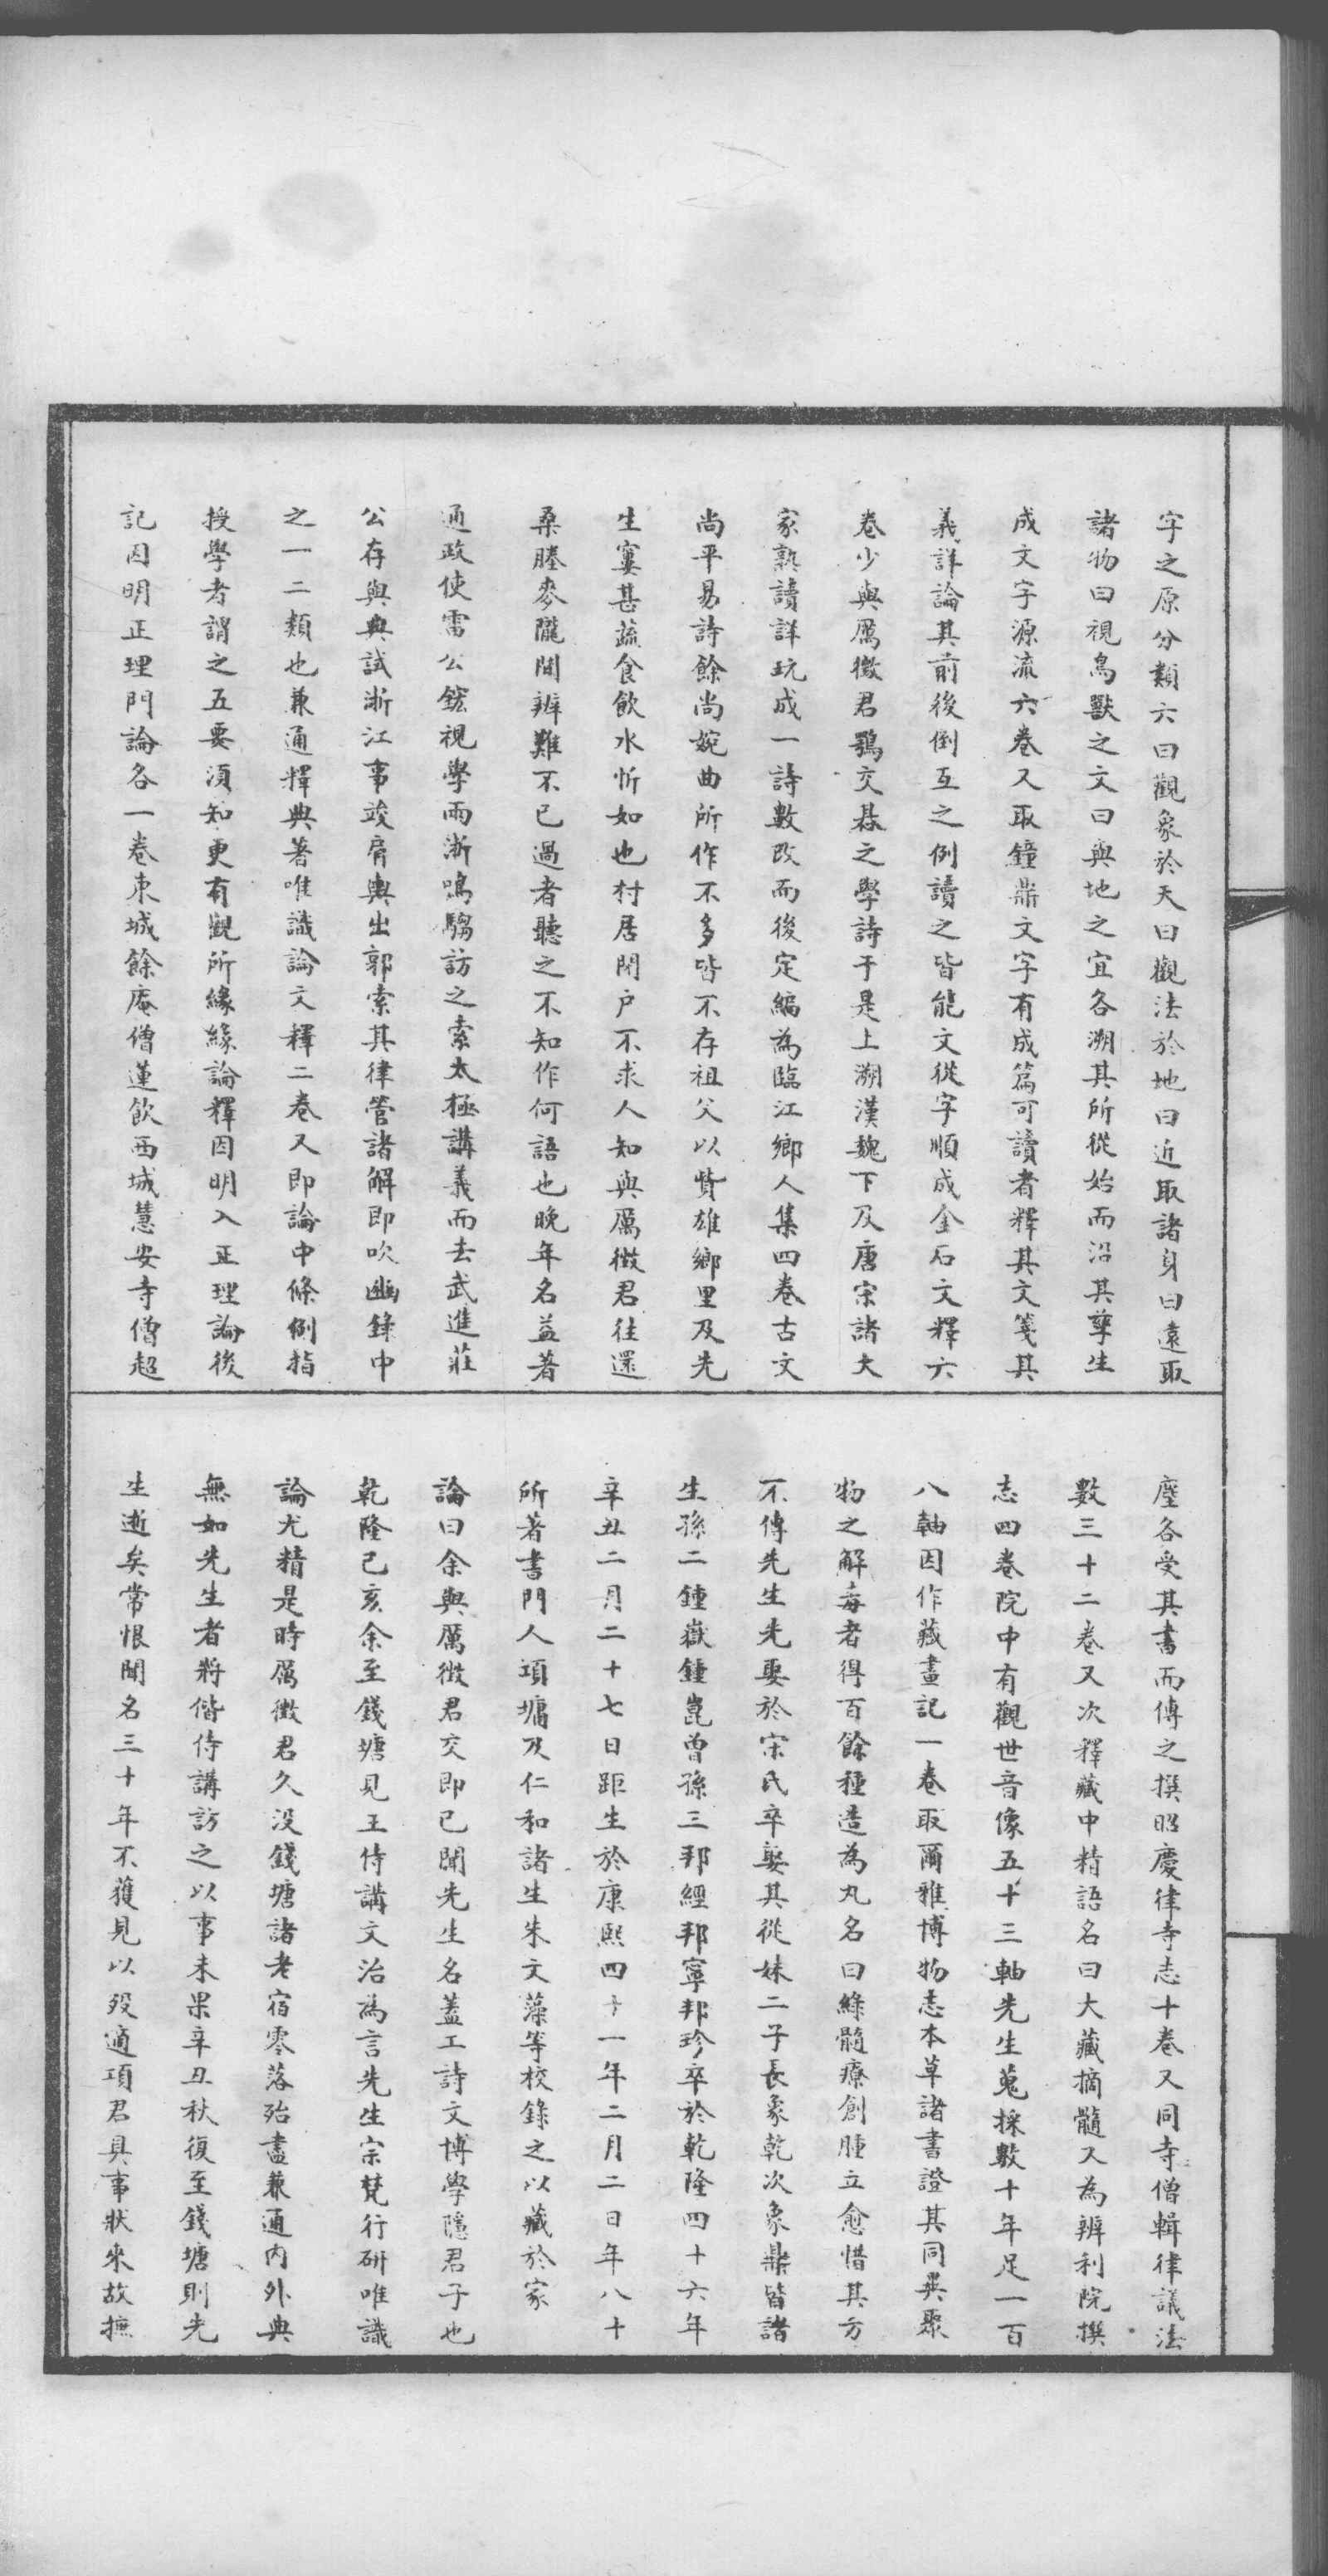 字之原分類六曰觀象於天曰觀法於地曰近取諸身曰遠取
諸物曰視鳥獸之文曰與地之宜各溯其所從始而沿其孳生
成文字源流六卷又取鐘鼎文字有成篇可讀者釋其文箋其
義詳論其前後倒互之例讀之皆能文從字順成金石文釋六
卷少與厲徵君鶚交碁之學詩于是上溯漢魏下及唐宋諸大
家熟讀詳玩成一詩數改而後定編為臨江鄉人集四卷古文
尚平易詩餘尚婉曲所作不多皆不存祖父以貲雄鄉里及先
生寠甚蔬食飲水忻如也村居閉户不求人知與厲徵君往還
桑塍麥隴間辨難不已過者聽之不知作何語也晚年名益著
通政使雷公鋐視學兩浙鳴騶訪之索太極講義而去武進莊
公存與典試浙江事竣肩輿出郭索其律管諸解即吹豳錄中
之一二類也兼通釋典著唯識論文釋二卷又即論中條例指
授學者謂之五要須知更有觀所緣緣論釋因明入正理論後
記因明正理門論各一卷東城餘庵僧蓮飲西城慧安寺僧超
塵各受其書而傳之撰昭慶律寺志十卷又同寺僧輯律議法
數三十二卷又次釋藏中精語名曰大藏摘髓又為辨利院撰
志四卷院中有觀世音像五十三軸先生蒐採數十年足一百
八軸因作藏畫記一卷取爾雅博物志本草諸書證其同異聚
物之解毒者得百餘種造為丸名曰綠髓療創腫立愈惜其方
不傳先生先娶於宋氏卒娶其從妹二子長象乾次象鼎皆諸
生孫二鍾嶽鍾崑曾孫三邦經邦寧邦珍卒於乾隆四十六年
辛丑二月二十七日距生於康熙四十一年二月二日年八十
所著書門人項墉及仁和諸生朱文藻等校錄之以藏於家
論曰余與厲徵君交即已聞先生名蓋工詩文博學隱君子也
乾隆己亥余至錢塘見王侍講文治為言先生宗梵行研唯識
論尤精是時厲徵君久没錢塘諸老宿零落殆盡兼通内外典
無如先生者將偕侍講訪之以事未果辛丑秋復至錢塘則先
生逝矣常恨聞名三十年不獲見以殁適項君具事狀來故摭